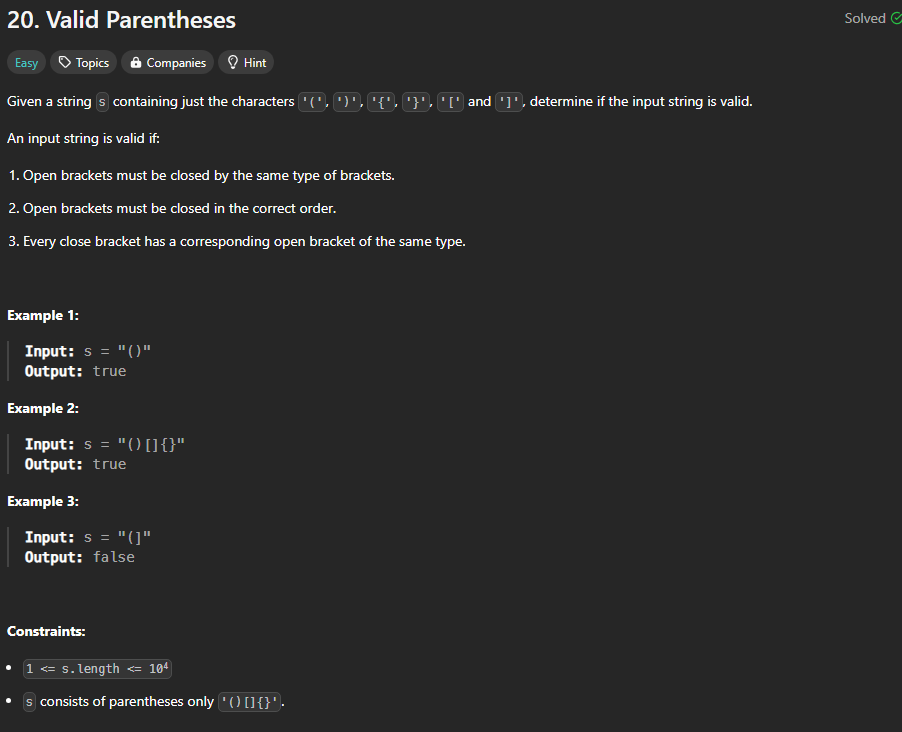 20. Valid Parentheses
Solved
Easy Topics Companies Hint
Given a string s containing just the characters '(', ')', '{', '}', '[' and ']', determine if the input string is valid.
An input string is valid if:
1. Open brackets must be closed by the same type of brackets.
2. Open brackets must be closed in the correct order.
3. Every close bracket has a corresponding open bracket of the same type.
Example 1:
Input: s = "()"
Output: true
Example 2:
Input: s = "()[]{}"
Output: true
Example 3:
Input: s = "(]"
Output: false
Constraints:
• 1 <= s.length <= 10⁴
• s consists of parentheses only '()[]{}'.